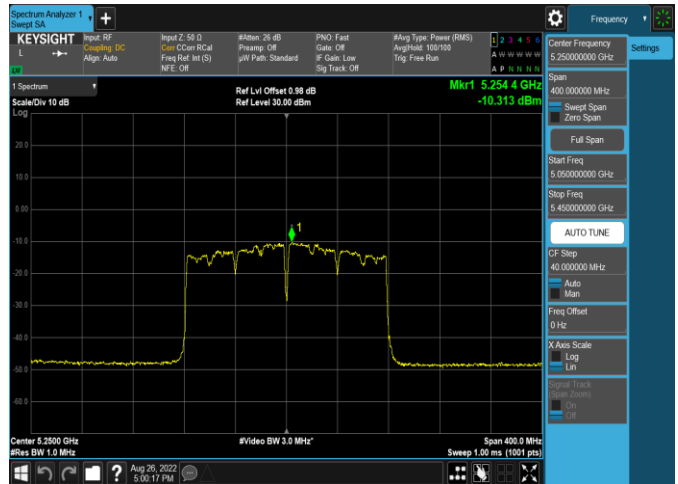 Spectrum Analyzer 1
Swept SA
+
Frequency
KEYSIGHT
L
Input: RF
Coupling: DC
Align: Auto
Input Z: 50 Ω
Corr CCorr RCal
Freq Ref: Int (S)
NFE: Off
#Atten: 26 dB
Preamp: Off
µW Path: Standard
PNO: Fast
Gate: Off
IF Gain: Low
Sig Track: Off
#Avg Type: Power (RMS)
Avg|Hold: 100/100
Trig: Free Run
1 2 3 4 5 6
A W W W W W
A P N N N N
1 Spectrum
Scale/Div 10 dB
Log
Ref Lvl Offset 0.98 dB
Ref Level 30.00 dBm
Mkr1 5.254 4 GHz
-10.313 dBm
20.0
10.0
0.00
-10.0
-20.0
-30.0
-40.0
-50.0
-60.0
1
Center 5.2500 GHz
#Res BW 1.0 MHz
#Video BW 3.0 MHz*
Span 400.0 MHz
Sweep 1.00 ms (1001 pts)
?
Aug 26, 2022
5:00:17 PM
Center Frequency
5.250000000 GHz
Settings
Span
400.000000 MHz
Swept Span
Zero Span
Full Span
Start Freq
5.050000000 GHz
Stop Freq
5.450000000 GHz
AUTO TUNE
CF Step
40.000000 MHz
Auto
Man
Freq Offset
0 Hz
X Axis Scale
Log
Lin
Signal Track
(Span Zoom)
On
Off